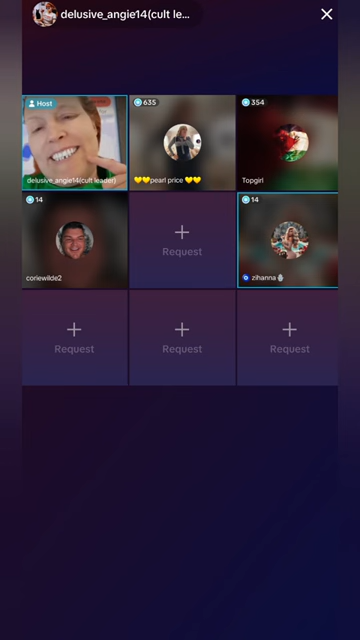 delusive_angie14(cult le...
Host
635
354
delusive_angie14(cult leader)
💛💛pearl price 💛💛
Topgirl
14
14
Request
coriewilde2
zihanna
Request
Request
Request